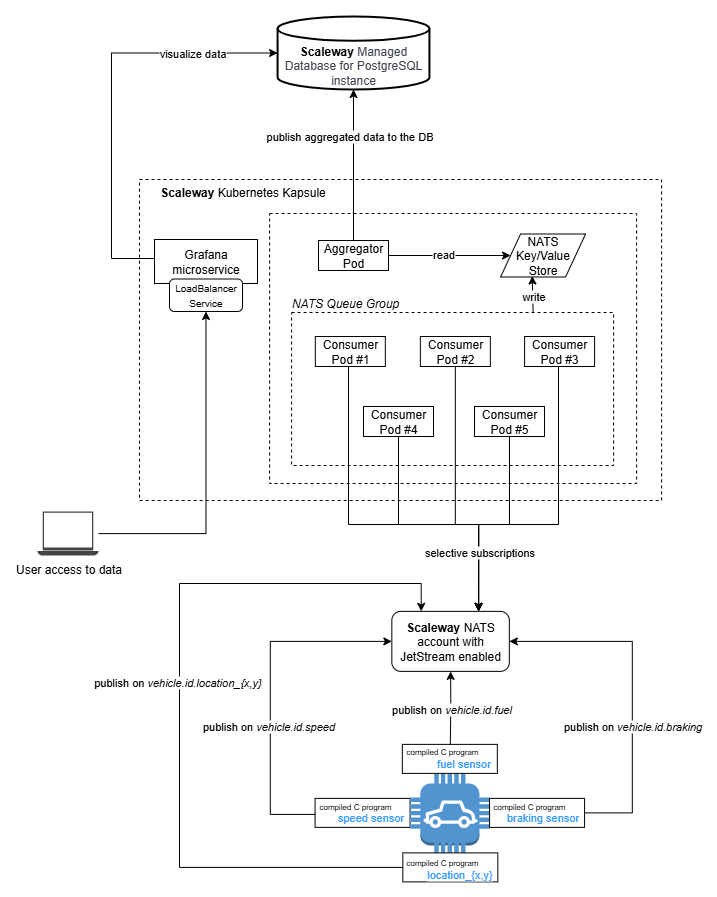 Scaleway Managed
Database for PostgreSQL
instance
visualize data
publish aggregated data to the DB
Scaleway Kubernetes Kapsule
Grafana
microservice
LoadBalancer
Service
Aggregator
Pod
read
NATS
Key/Value
Store
write
NATS Queue Group
Consumer
Pod #1
Consumer
Pod #2
Consumer
Pod #3
Consumer
Pod #4
Consumer
Pod #5
User access to data
selective subscriptions
Scaleway NATS
account with
JetStream enabled
publish on vehicle.id.location_{x,y}
publish on vehicle.id.speed
publish on vehicle.id.fuel
publish on vehicle.id.braking
compiled C program
fuel sensor
compiled C program
speed sensor
compiled C program
braking sensor
compiled C program
location_{x,y}